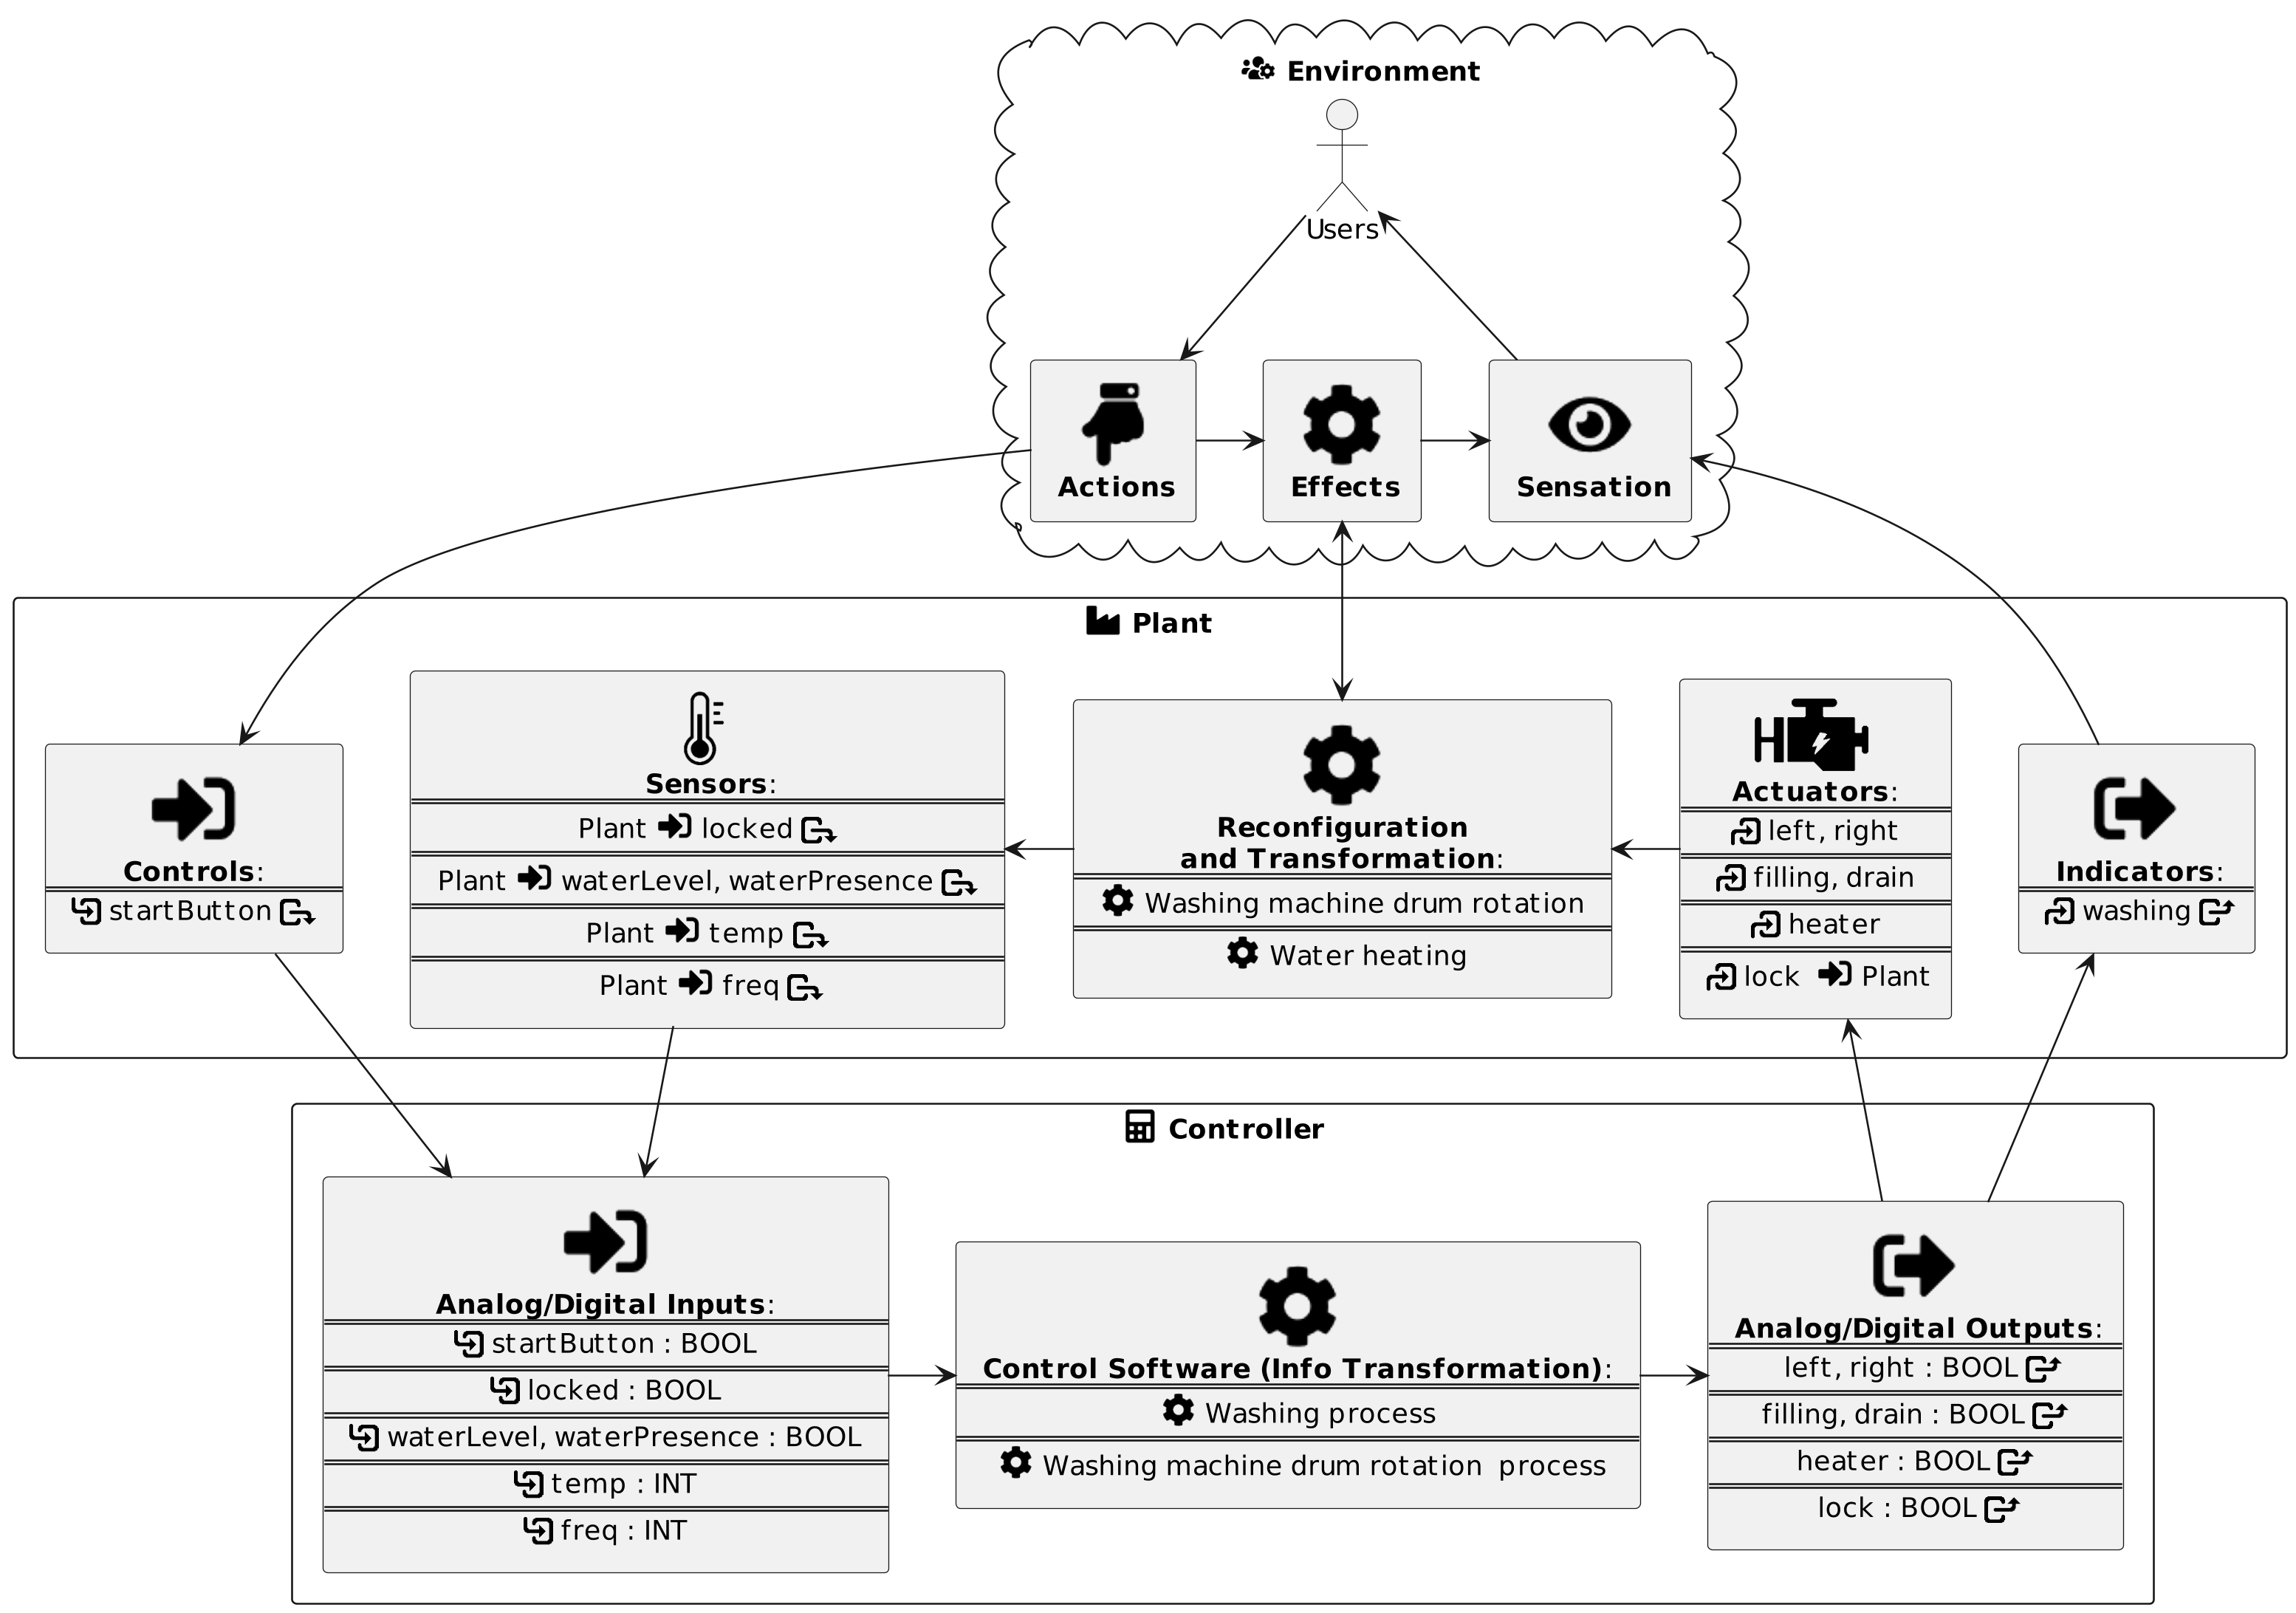 Environment
Users
Actions
Effects
Sensation
Plant
Controls:
startButton
Sensors:
Plant locked
Plant waterLevel, waterPresence
Plant temp
Plant freq
Reconfiguration
and Transformation:
Washing machine drum rotation
Water heating
Actuators:
left, right
filling, drain
heater
lock Plant
Indicators:
washing
Controller
Analog/Digital Inputs:
startButton : BOOL
locked : BOOL
waterLevel, waterPresence : BOOL
temp : INT
freq : INT
Control Software (Info Transformation):
Washing process
Washing machine drum rotation process
Analog/Digital Outputs:
left, right : BOOL
filling, drain : BOOL
heater : BOOL
lock : BOOL